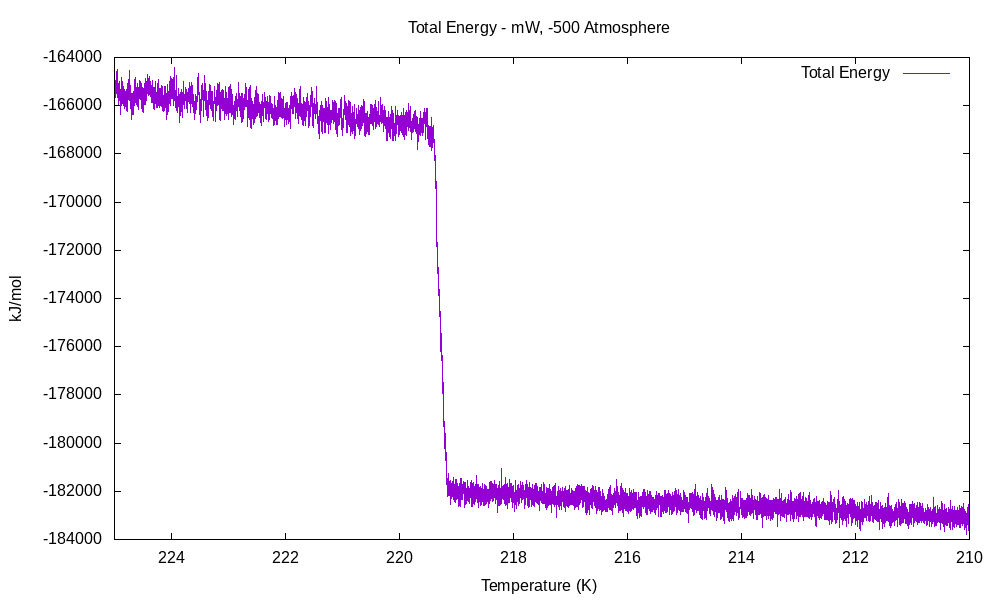 Total Energy - mW, -500 Atmosphere
Total Energy
-164000
-166000
-168000
-170000
-172000
-174000
-176000
-178000
-180000
-182000
-184000
kJ/mol
224 222 220 218 216 214 212 210
Temperature (K)